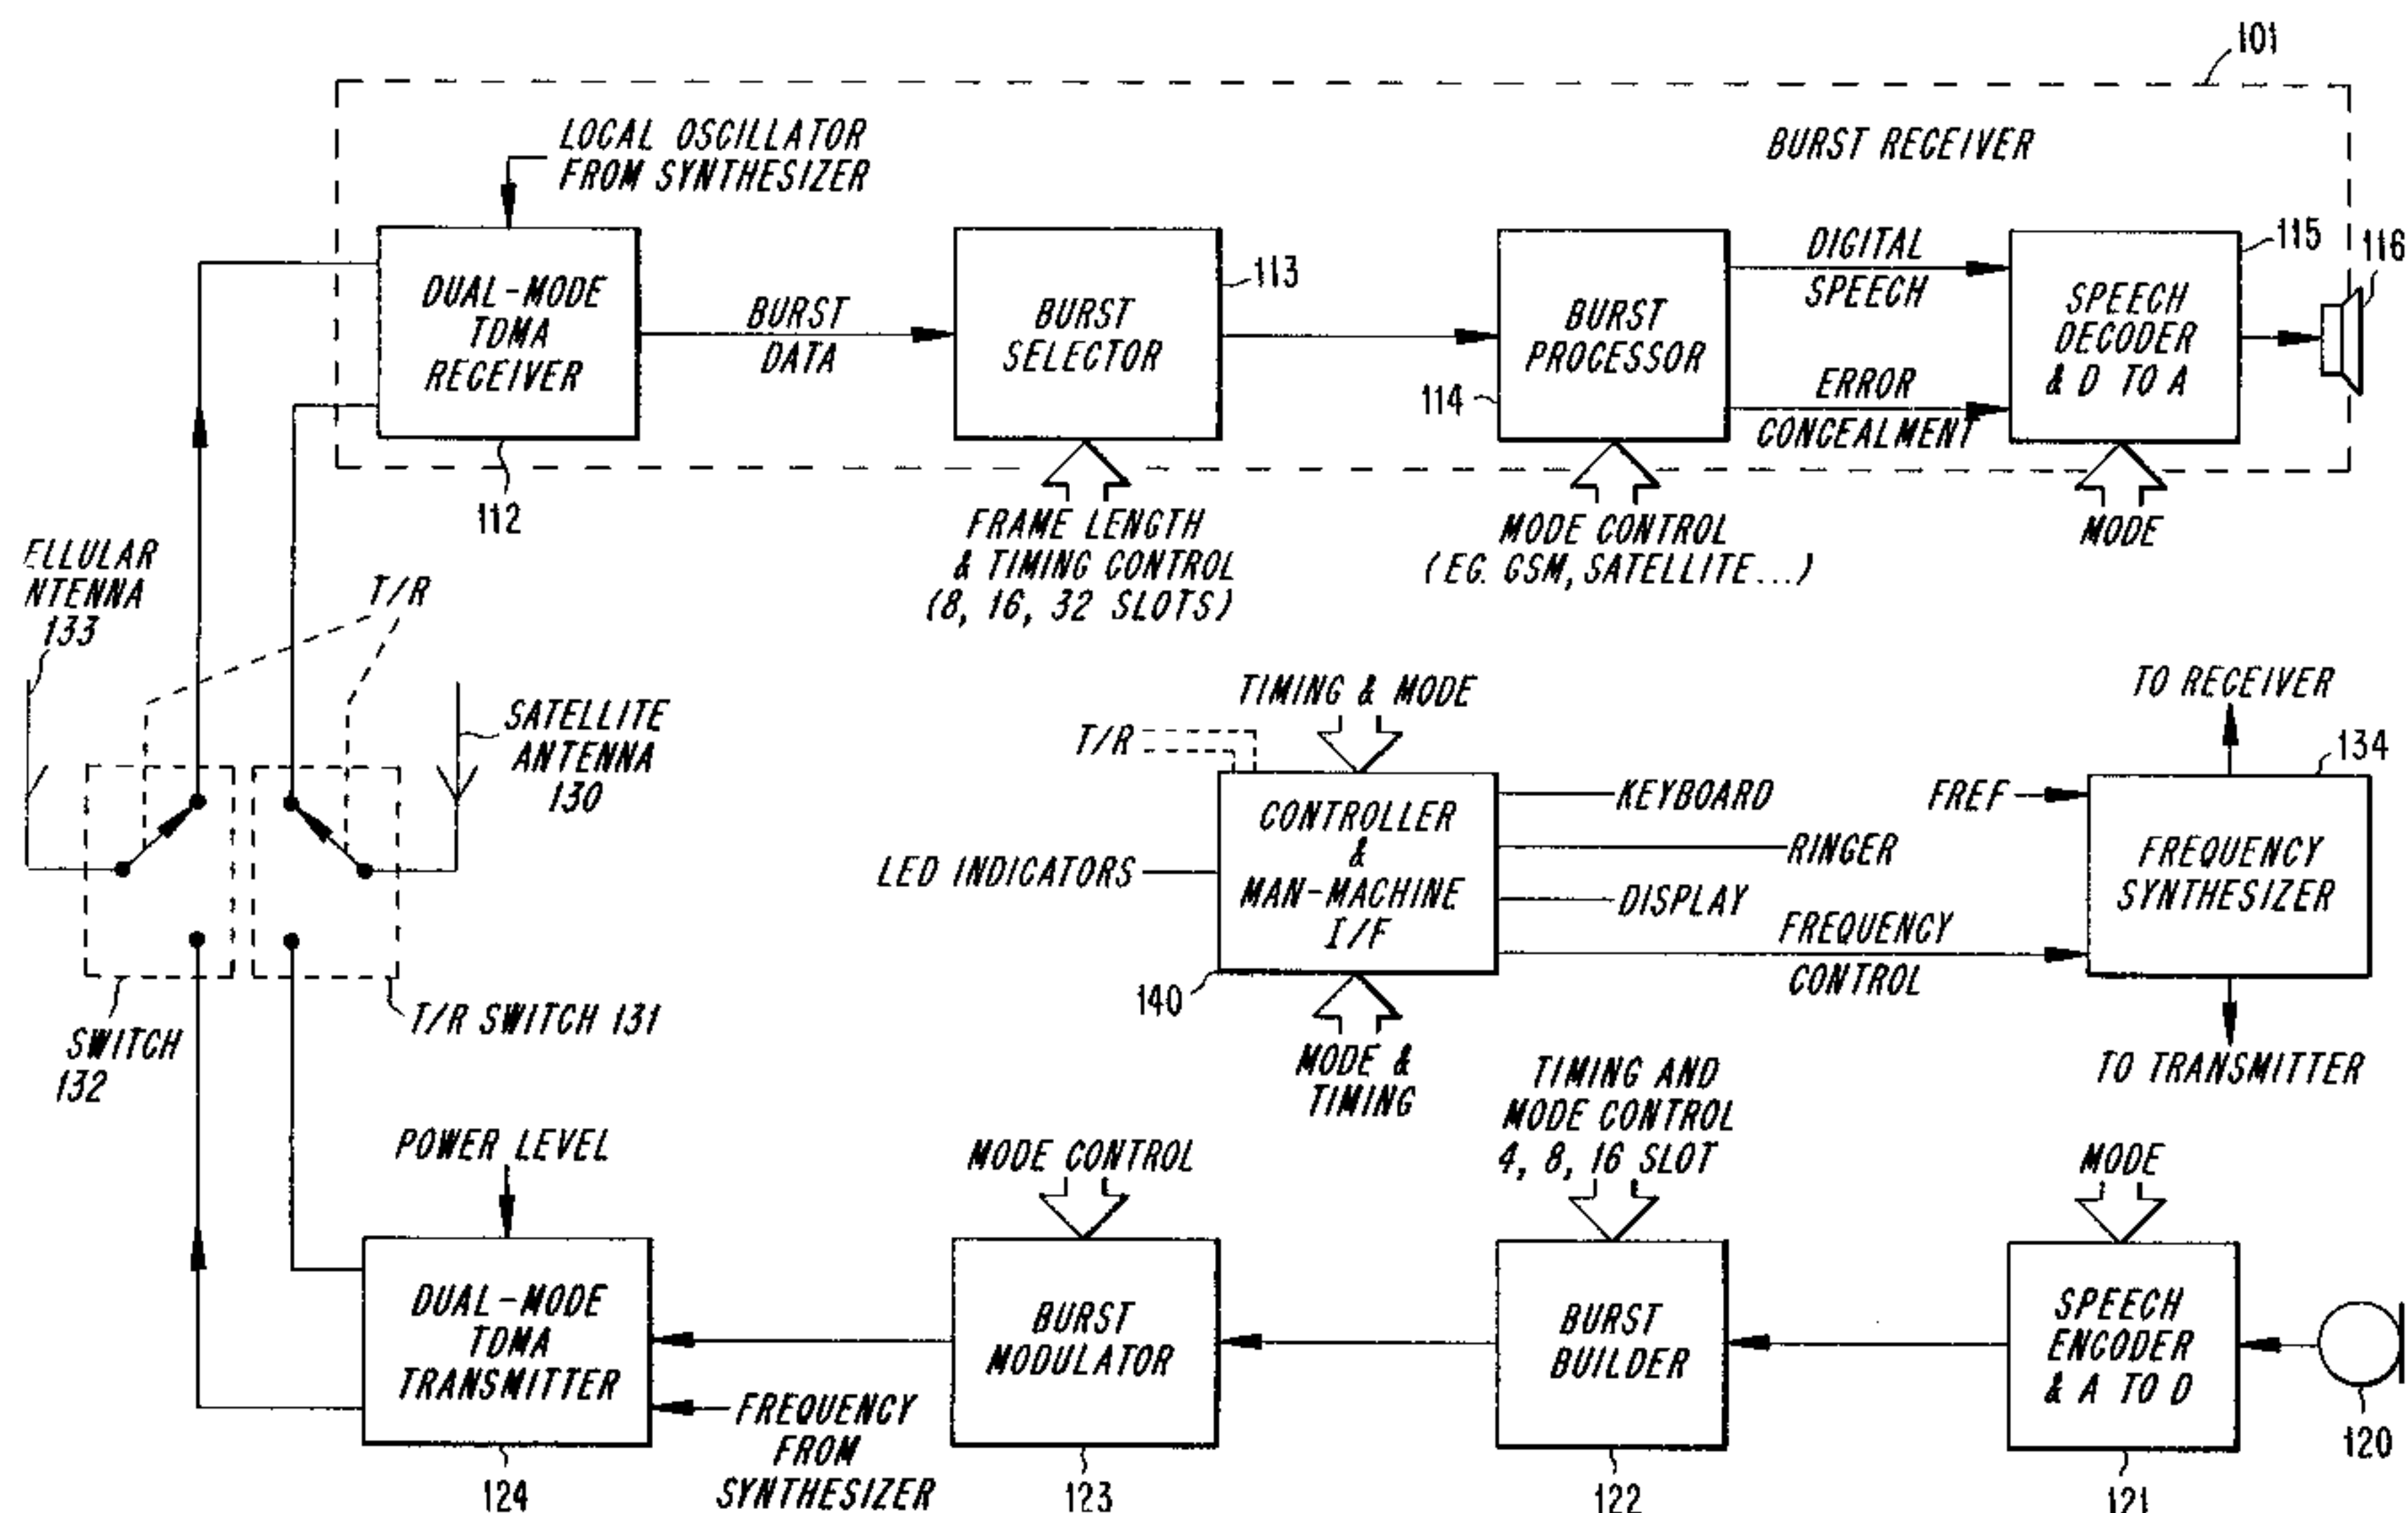 101
LOCAL OSCILLATOR
FROM SYNTHESIZER
BURST RECEIVER
DUAL-MODE
TDMA
RECEIVER
112
BURST
DATA
BURST
SELECTOR
113
BURST
PROCESSOR
114
DIGITAL
SPEECH
ERROR
CONCEALMENT
SPEECH
DECODER
& D TO A
115
116
FRAME LENGTH
& TIMING CONTROL
(8, 16, 32 SLOTS)
MODE CONTROL
(EG. GSM, SATELLITE...)
MODE
ELLULAR
NTENNA
133
T/R
SATELLITE
ANTENNA
130
SWITCH
132
T/R SWITCH 131
TIMING & MODE
T/R
LED INDICATORS
CONTROLLER
&
MAN-MACHINE
I/F
140
KEYBOARD
RINGER
DISPLAY
FREQUENCY
CONTROL
MODE &
TIMING
TO RECEIVER
134
FREF
FREQUENCY
SYNTHESIZER
TO TRANSMITTER
POWER LEVEL
DUAL-MODE
TDMA
TRANSMITTER
124
FREQUENCY
FROM
SYNTHESIZER
MODE CONTROL
BURST
MODULATOR
123
TIMING AND
MODE CONTROL
4, 8, 16 SLOT
BURST
BUILDER
122
MODE
SPEECH
ENCODER
& A TO D
121
120